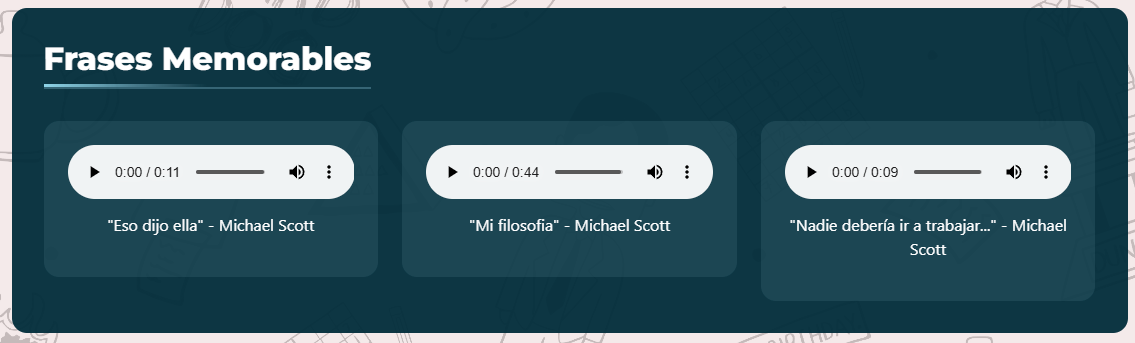 Frases Memorables
0:00 / 0:11
0:00 / 0:44
0:00 / 0:09
"Eso dijo ella" - Michael Scott
"Mi filosofia" - Michael Scott
"Nadie debería ir a trabajar..." - Michael
Scott